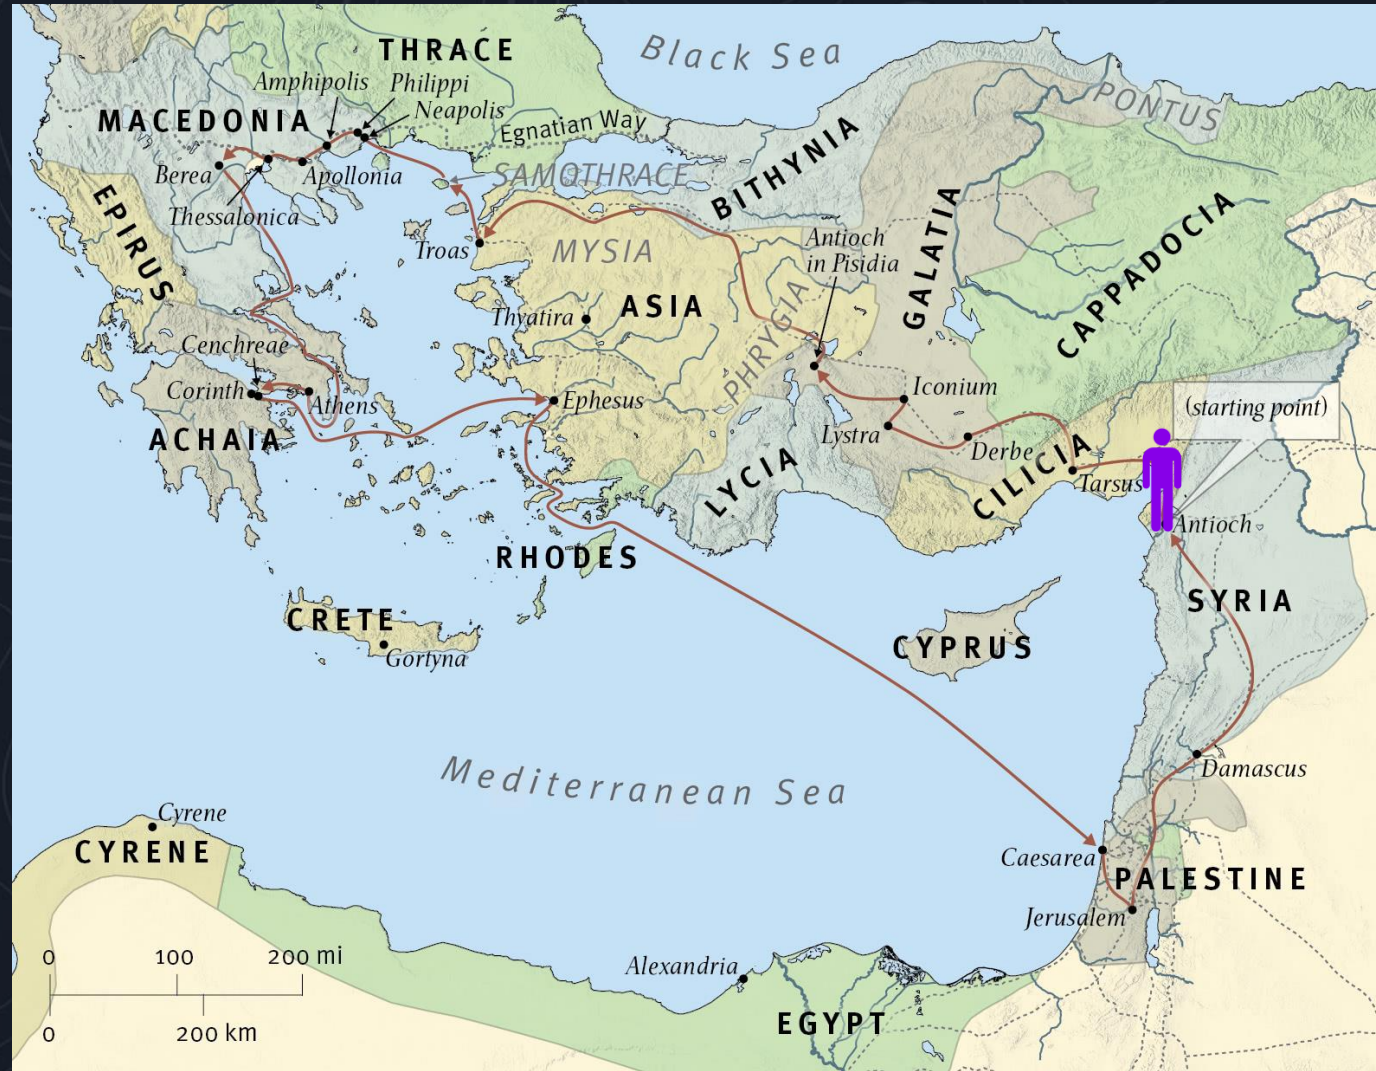 Black Sea
THRACE
Amphipolis
Philippi
Neapolis
MACEDONIA
Egnatian Way
PONTUS
BITHYNIA
SAMOTHRACE
Berea
Apollonia
Thessalonica
EPIRUS
Troas
MYSIA
Antioch
in Pisidia
GALATIA
CAPPADOCIA
ASIA
Thyatira
PHRYGIA
Cenchreae
Corinth
Athens
ACHAIA
Ephesus
Iconium
Lystra
Derbe
(starting point)
LYCIA
CILICIA
Tarsus
Antioch
RHODES
SYRIA
CRETE
Gortyna
CYPRUS
Mediterranean Sea
Damascus
Cyrene
CYRENE
Caesarea
PALESTINE
Jerusalem
0 100 200 mi
Alexandria
EGYPT
0 200 km